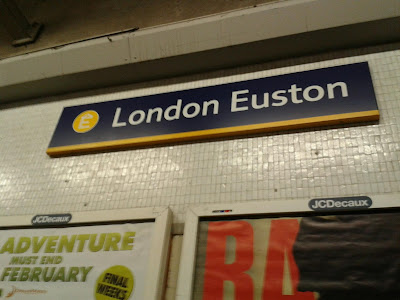 London Euston
JCDecaux
JCDecaux
ADVENTURE
MUST END
FEBRUARY
FINAL
WEEKS